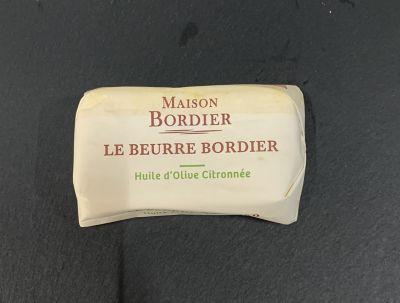 MAISON
BORDIER
LE BEURRE BORDIER
Huile d'Olive Citronnée